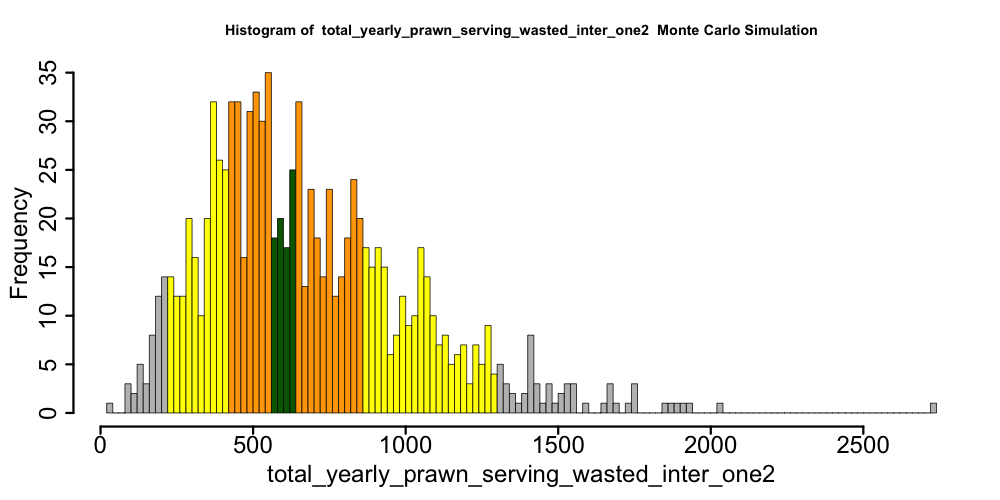 Histogram of  total_yearly_prawn_serving_wasted_inter_one2  Monte Carlo Simulation
Frequency
35
30
25
20
15
10
5
0
0 500 1000 1500 2000 2500
total_yearly_prawn_serving_wasted_inter_one2